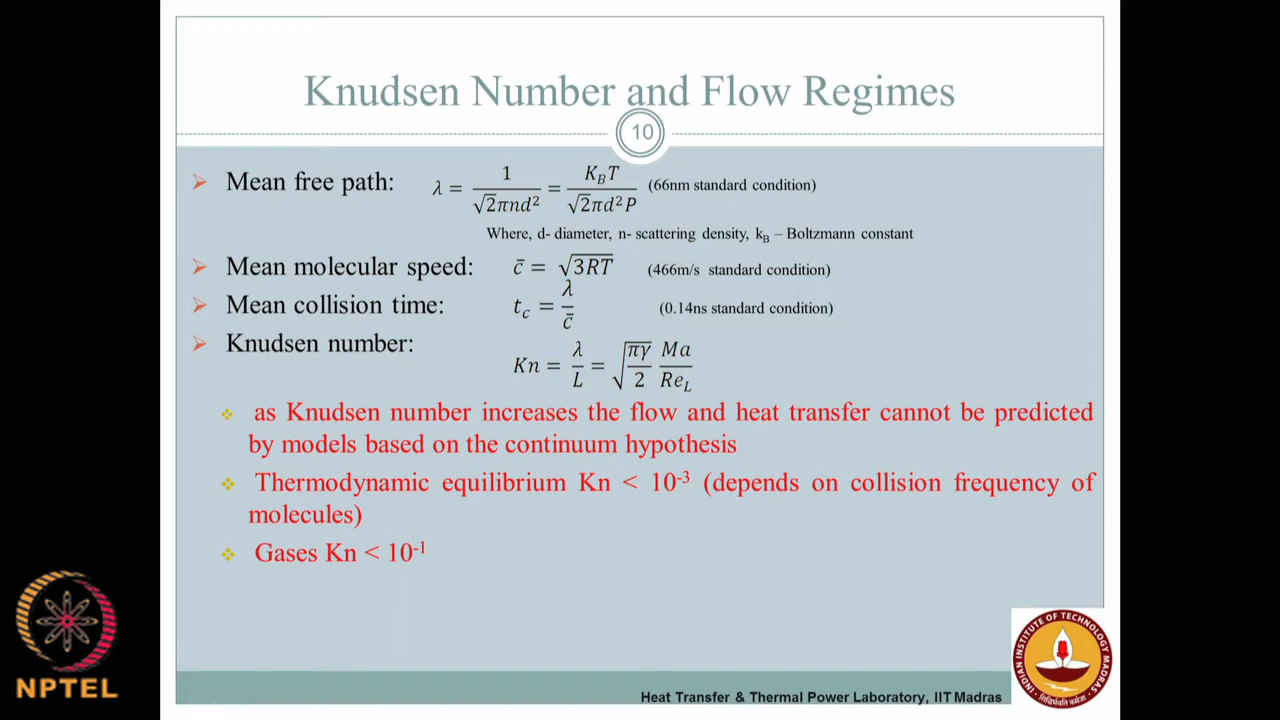 Knudsen Number and Flow Regimes
10
➢ Mean free path: λ = 1/(√2πnd²) = K_BT/(√2πd²P) (66nm standard condition)
Where, d- diameter, n- scattering density, k_B – Boltzmann constant
➢ Mean molecular speed: c̄ = √3RT (466m/s standard condition)
➢ Mean collision time: t_c = λ/c̄ (0.14ns standard condition)
➢ Knudsen number: Kn = λ/L = √(πγ/2) Ma/Re_L
❖ as Knudsen number increases the flow and heat transfer cannot be predicted
by models based on the continuum hypothesis
❖ Thermodynamic equilibrium Kn < 10⁻³ (depends on collision frequency of
molecules)
❖ Gases Kn < 10⁻¹
NPTEL
Heat Transfer & Thermal Power Laboratory, IIT Madras
INDIAN INSTITUTE OF TECHNOLOGY MADRAS